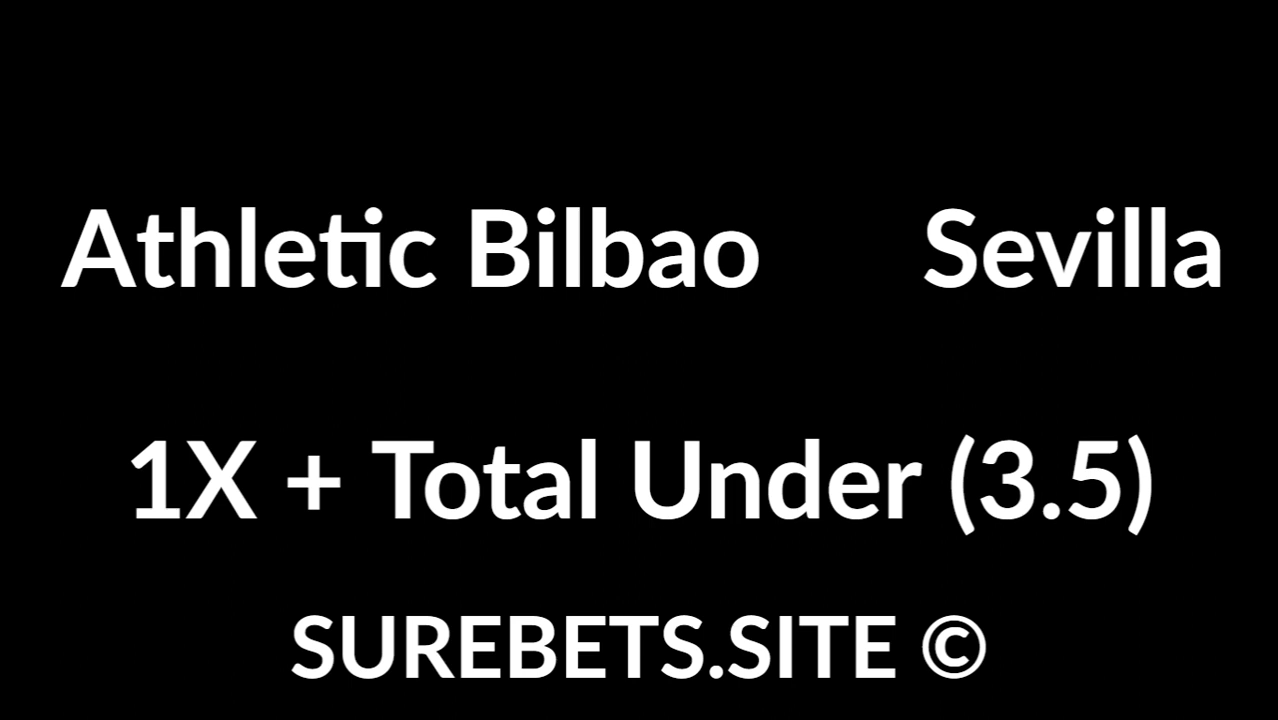 Athletic Bilbao Sevilla
1X + Total Under (3.5)
SUREBETS.SITE ©